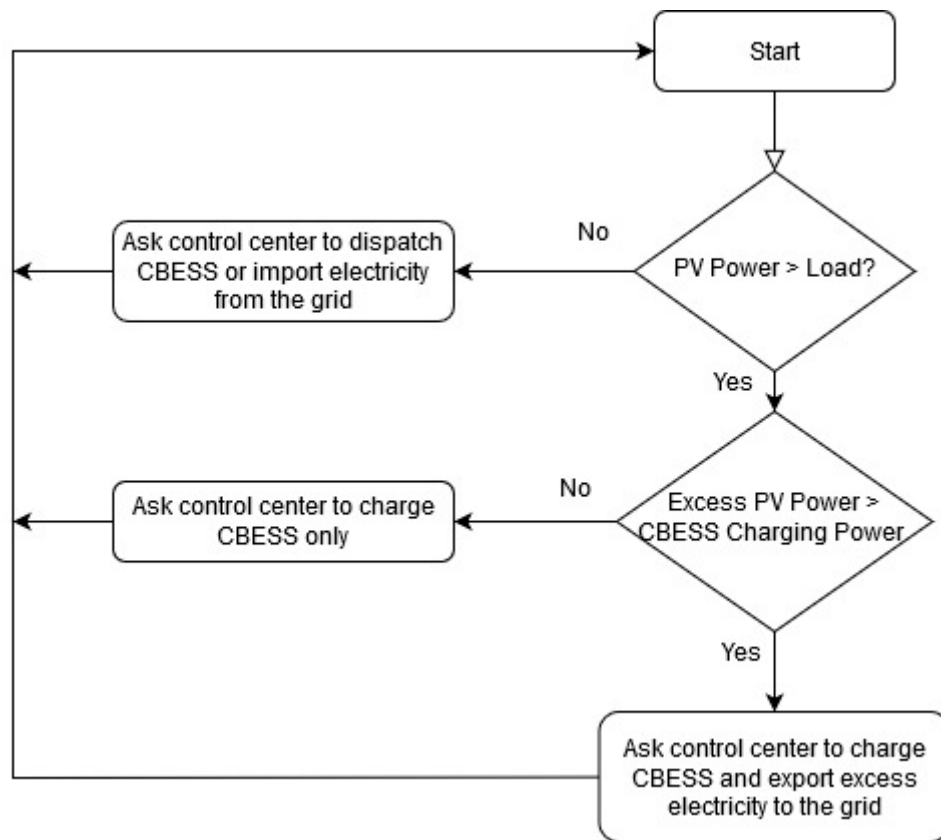 Start
PV Power > Load?
No
Ask control center to dispatch
CBESS or import electricity
from the grid
Yes
Excess PV Power >
CBESS Charging Power
No
Ask control center to charge
CBESS only
Yes
Ask control center to charge
CBESS and export excess
electricity to the grid